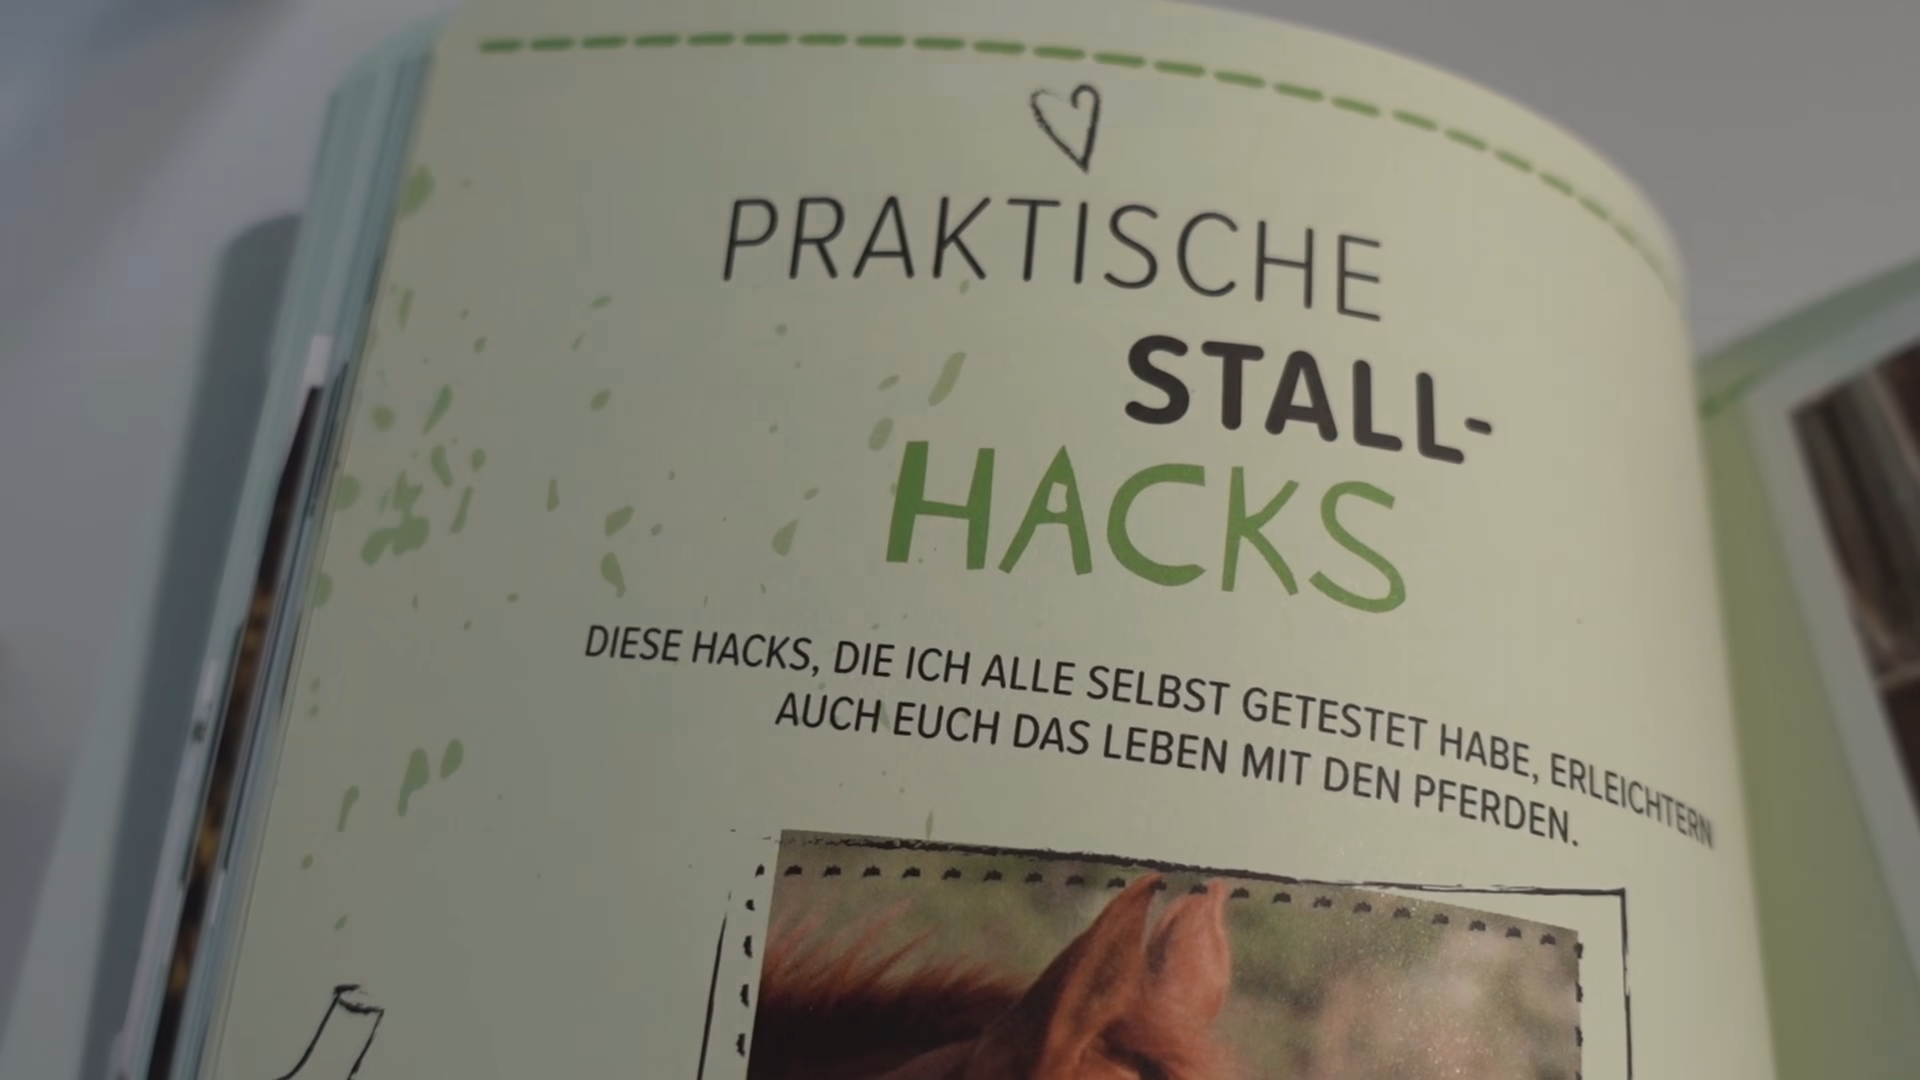 PRAKTISCHE
STALL-
HACKS
DIESE HACKS, DIE ICH ALLE SELBST GETESTET HABE, ERLEICHTERN
AUCH EUCH DAS LEBEN MIT DEN PFERDEN.